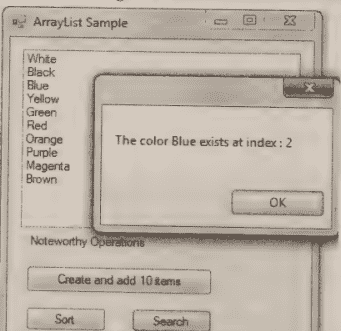 ArrayList Sample
White
Black
Blue
Yellow
Green
Red
Orange
Purple
Magenta
Brown
The color Blue exists at index : 2
OK
Noteworthy Operations
Create and add 10 items
Sort
Search